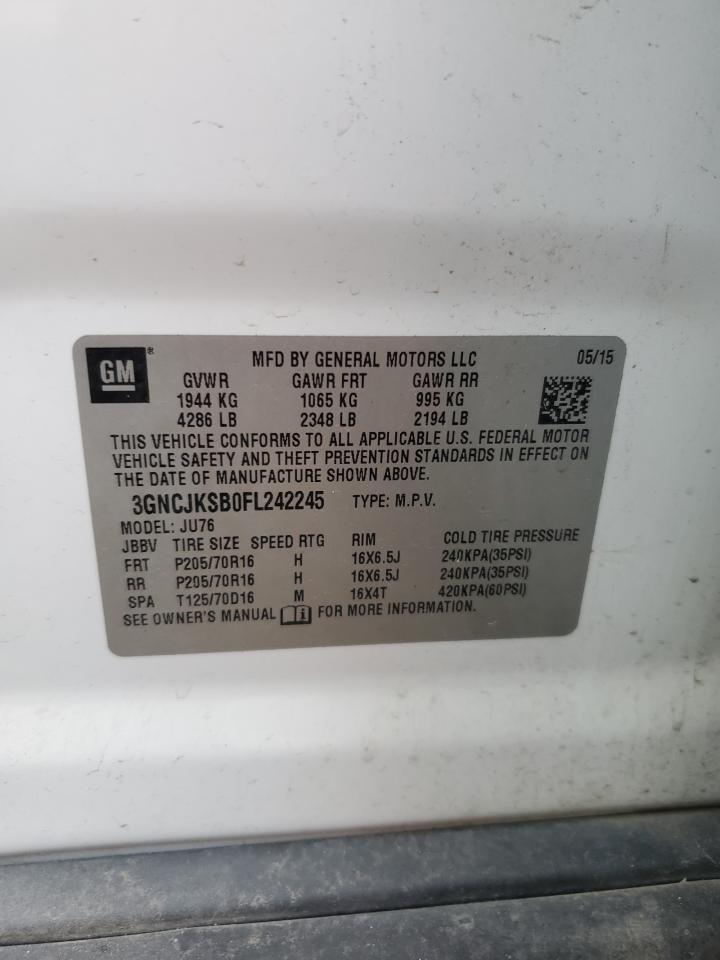 GM ®
MFD BY GENERAL MOTORS LLC 05/15
GVWR GAWR FRT GAWR RR
1944 KG 1065 KG 995 KG
4286 LB 2348 LB 2194 LB
THIS VEHICLE CONFORMS TO ALL APPLICABLE U.S. FEDERAL MOTOR
VEHICLE SAFETY AND THEFT PREVENTION STANDARDS IN EFFECT ON
THE DATE OF MANUFACTURE SHOWN ABOVE.
3GNCJKSB0FL242245 TYPE: M.P.V.
MODEL: JU76
JBBV TIRE SIZE SPEED RTG RIM COLD TIRE PRESSURE
FRT P205/70R16 H 16X6.5J 240KPA(35PSI)
RR P205/70R16 H 16X6.5J 240KPA(35PSI)
SPA T125/70D16 M 16X4T 420KPA(60PSI)
SEE OWNER'S MANUAL i FOR MORE INFORMATION.